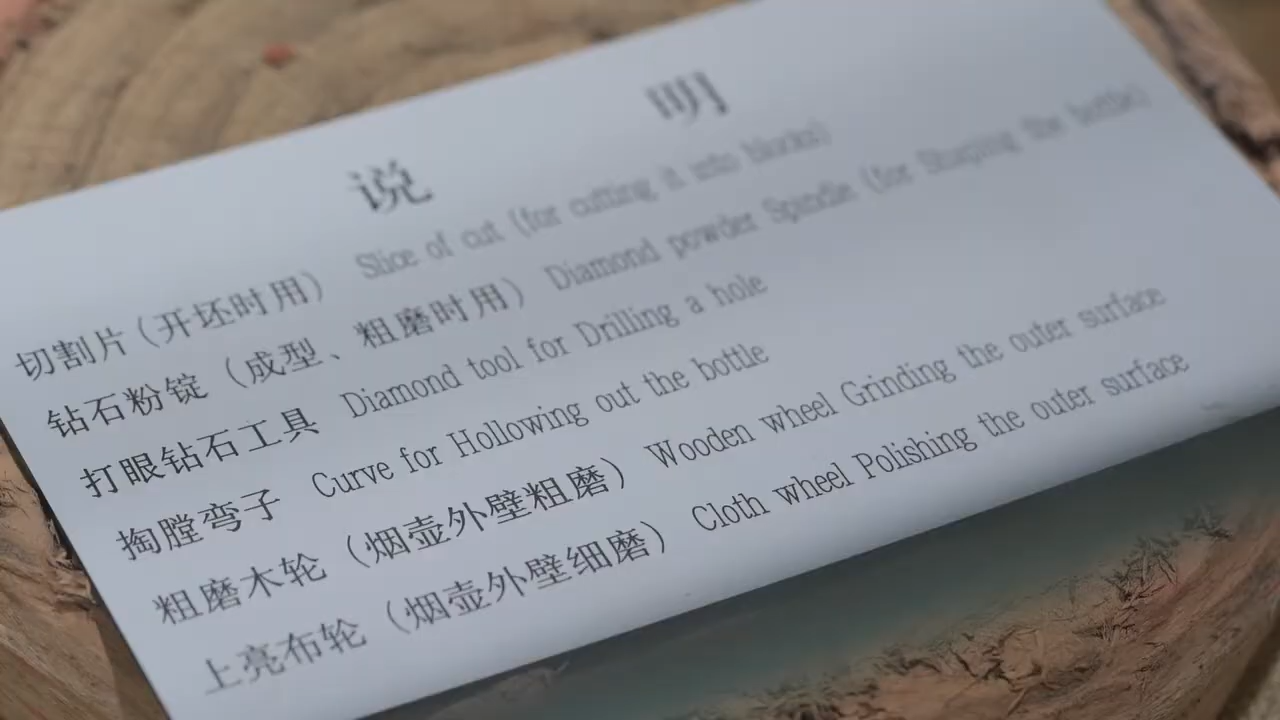 说 明
切割片（开坯时用） Slice of cut (for cutting it into blocks)
钻石粉锭（成型、粗磨时用） Diamond powder Spindle (for Shaping the bottle)
打眼钻石工具 Diamond tool for Drilling a hole
掏膛弯子 Curve for Hollowing out the bottle
粗磨木轮（烟壶外壁粗磨） Wooden wheel Grinding the outer surface
上亮布轮（烟壶外壁细磨） Cloth wheel Polishing the outer surface